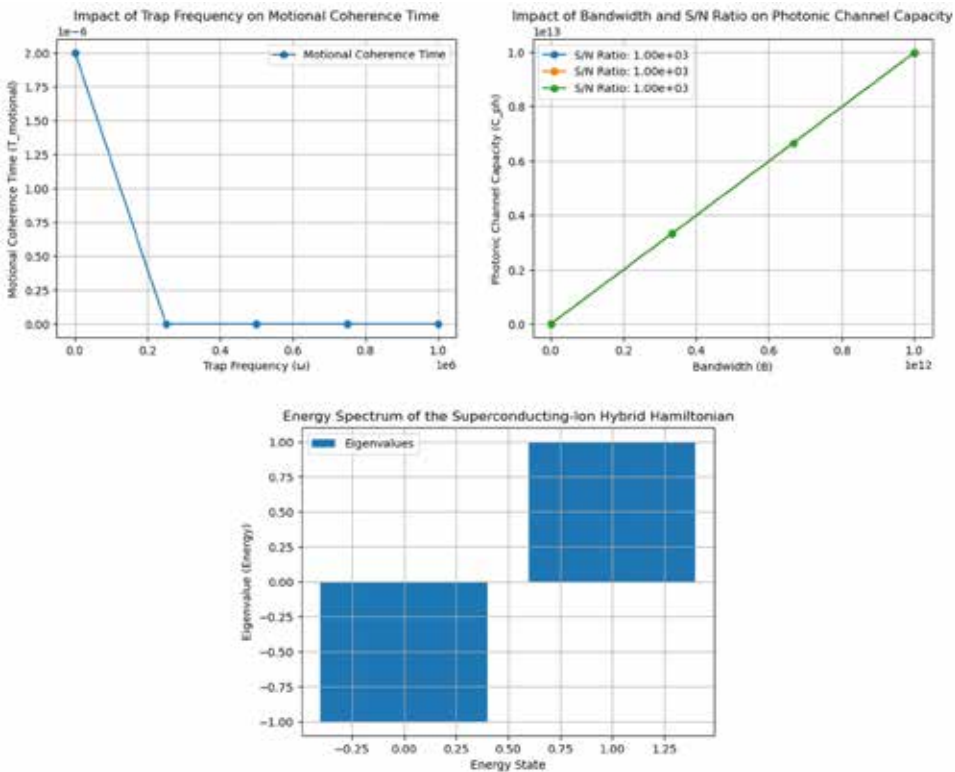 Impact of Trap Frequency on Motional Coherence Time
1e−6
Motional Coherence Time (T_motional)
2.00
1.75
1.50
1.25
1.00
0.75
0.50
0.25
0.00
Motional Coherence Time
0.0 0.2 0.4 0.6 0.8 1.0
1e6
Trap Frequency (ω)
Impact of Bandwidth and S/N Ratio on Photonic Channel Capacity
1e13
Photonic Channel Capacity (C_ph)
1.0
0.8
0.6
0.4
0.2
0.0
S/N Ratio: 1.00e+03
S/N Ratio: 1.00e+03
S/N Ratio: 1.00e+03
0.0 0.2 0.4 0.6 0.8 1.0
1e12
Bandwidth (B)
Energy Spectrum of the Superconducting-Ion Hybrid Hamiltonian
Eigenvalue (Energy)
1.00
0.75
0.50
0.25
0.00
−0.25
−0.50
−0.75
−1.00
Eigenvalues
−0.25 0.00 0.25 0.50 0.75 1.00 1.25
Energy State